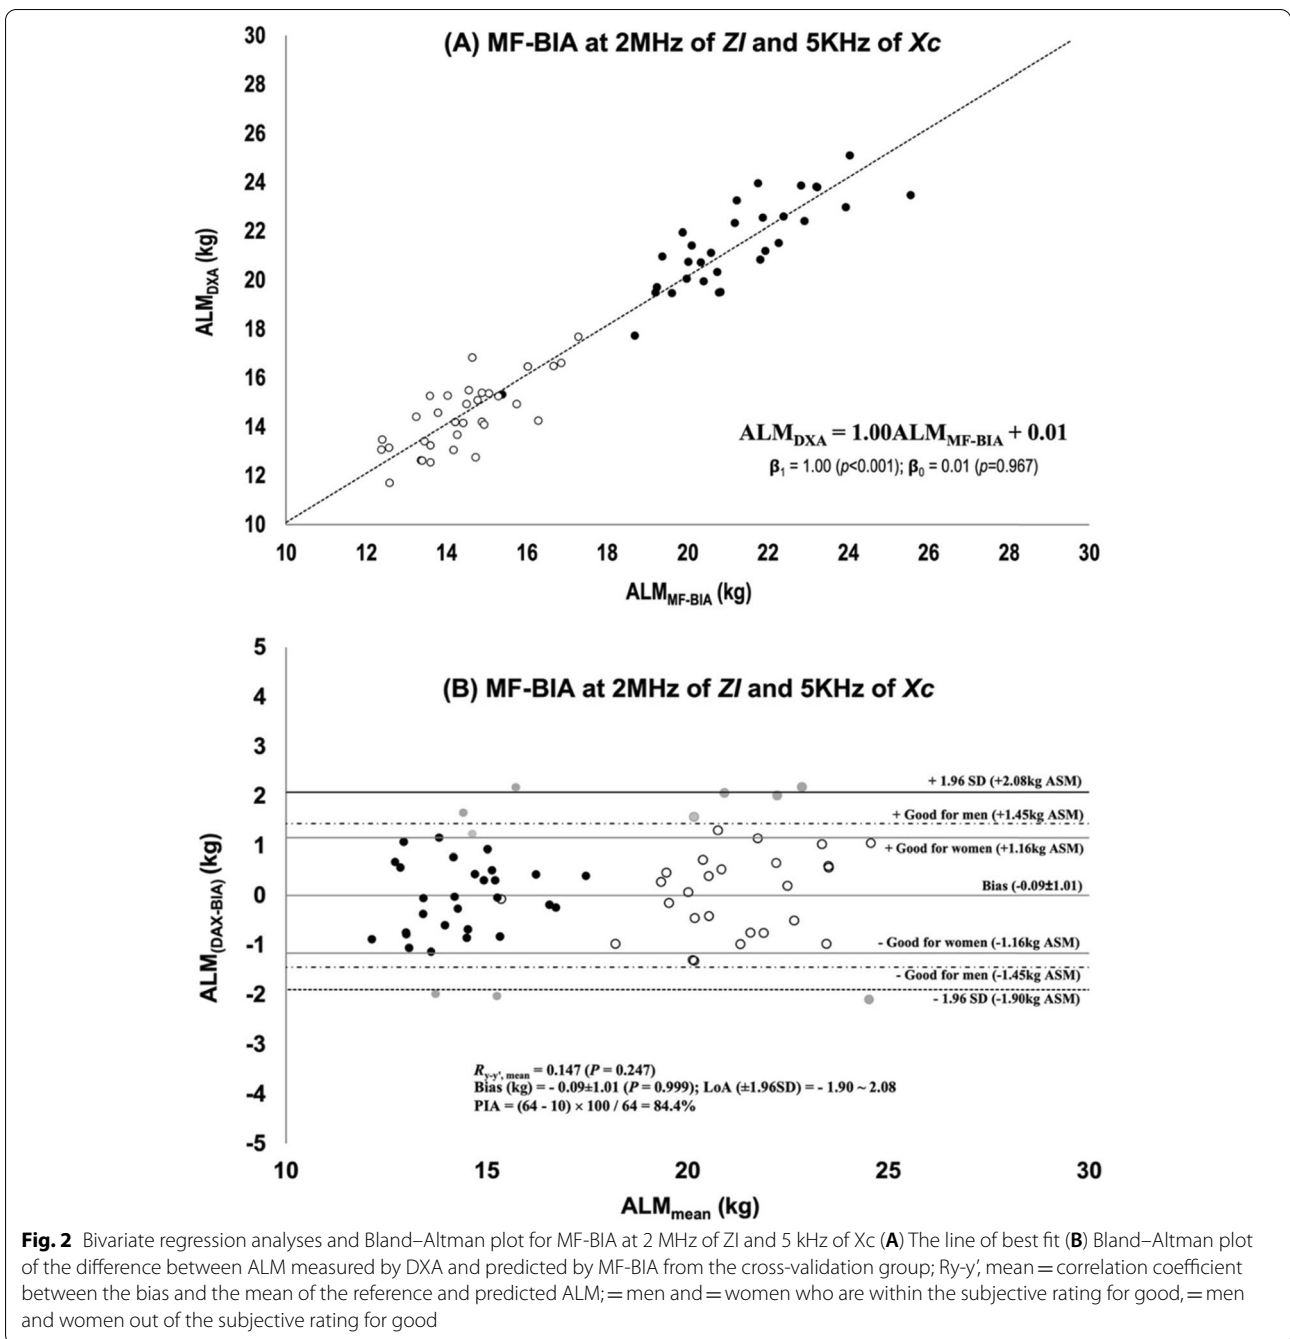 (A) MF-BIA at 2MHz of ZI and 5KHz of Xc
30
28
26
24
22
20
18
16
14
12
10
ALMDXA (kg)
ALMDXA = 1.00ALMMF-BIA + 0.01
β1 = 1.00 (p<0.001); β0 = 0.01 (p=0.967)
10 12 14 16 18 20 22 24 26 28 30
ALMMF-BIA (kg)
(B) MF-BIA at 2MHz of ZI and 5KHz of Xc
5
4
3
2
1
0
-1
-2
-3
-4
-5
ALM(DAX-BIA) (kg)
+ 1.96 SD (+2.08kg ASM)
+ Good for men (+1.45kg ASM)
+ Good for women (+1.16kg ASM)
Bias (-0.09±1.01)
- Good for women (-1.16kg ASM)
- Good for men (-1.45kg ASM)
- 1.96 SD (-1.90kg ASM)
Ry-y', mean = 0.147 (P = 0.247)
Bias (kg) = - 0.09±1.01 (P = 0.999); LoA (±1.96SD) = - 1.90 ~ 2.08
PIA = (64 - 10) × 100 / 64 = 84.4%
10 15 20 25 30
ALMmean (kg)
Fig. 2 Bivariate regression analyses and Bland–Altman plot for MF-BIA at 2 MHz of ZI and 5 kHz of Xc (A) The line of best fit (B) Bland–Altman plot
of the difference between ALM measured by DXA and predicted by MF-BIA from the cross-validation group; Ry-y', mean = correlation coefficient
between the bias and the mean of the reference and predicted ALM; = men and = women who are within the subjective rating for good, = men
and women out of the subjective rating for good